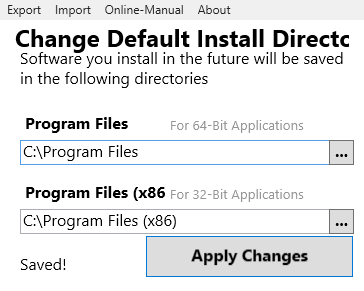 Export Import Online-Manual About
Change Default Install Directo
Software you install in the future will be saved
in the following directories
Program Files For 64-Bit Applications
C:\Program Files ...
Program Files (x86 For 32-Bit Applications
C:\Program Files (x86) ...
Saved! Apply Changes